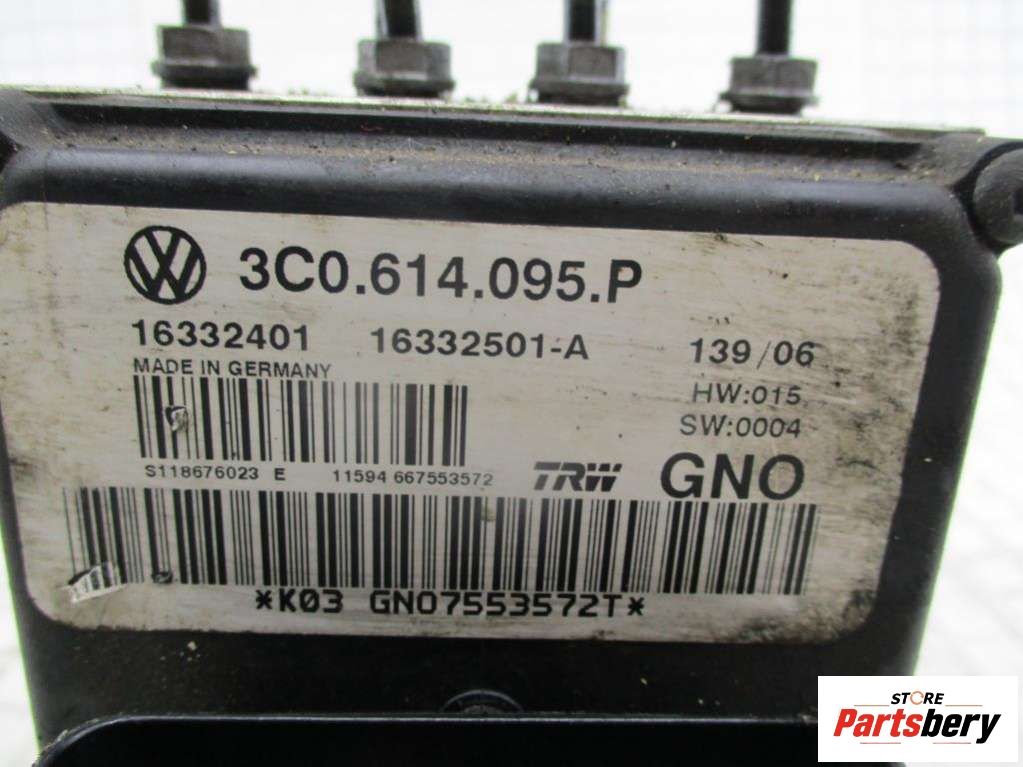 3C0.614.095.P
16332401 16332501-A 139/06
MADE IN GERMANY
HW:015
SW:0004
S118676023 E 11594 667553572
TRW GNO
*K03 GNO7553572T*
STORE
Partsbery